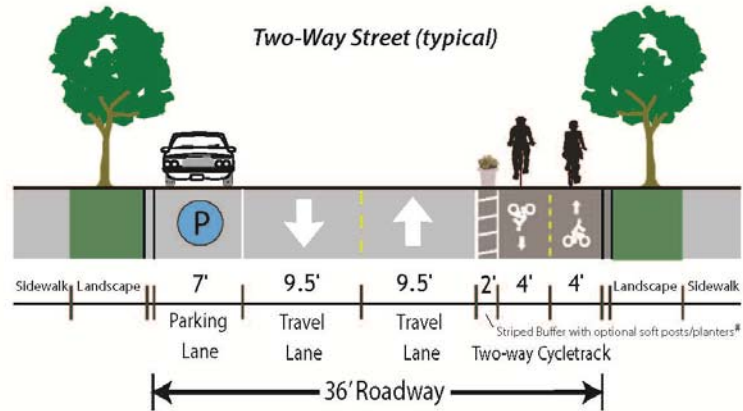 Two-Way Street (typical)
P
Sidewalk Landscape 7' 9.5' 9.5' 2' 4' 4' Landscape Sidewalk
Parking Lane
Travel Lane
Travel Lane
Striped Buffer with optional soft posts/planters#
Two-way Cycletrack
36' Roadway